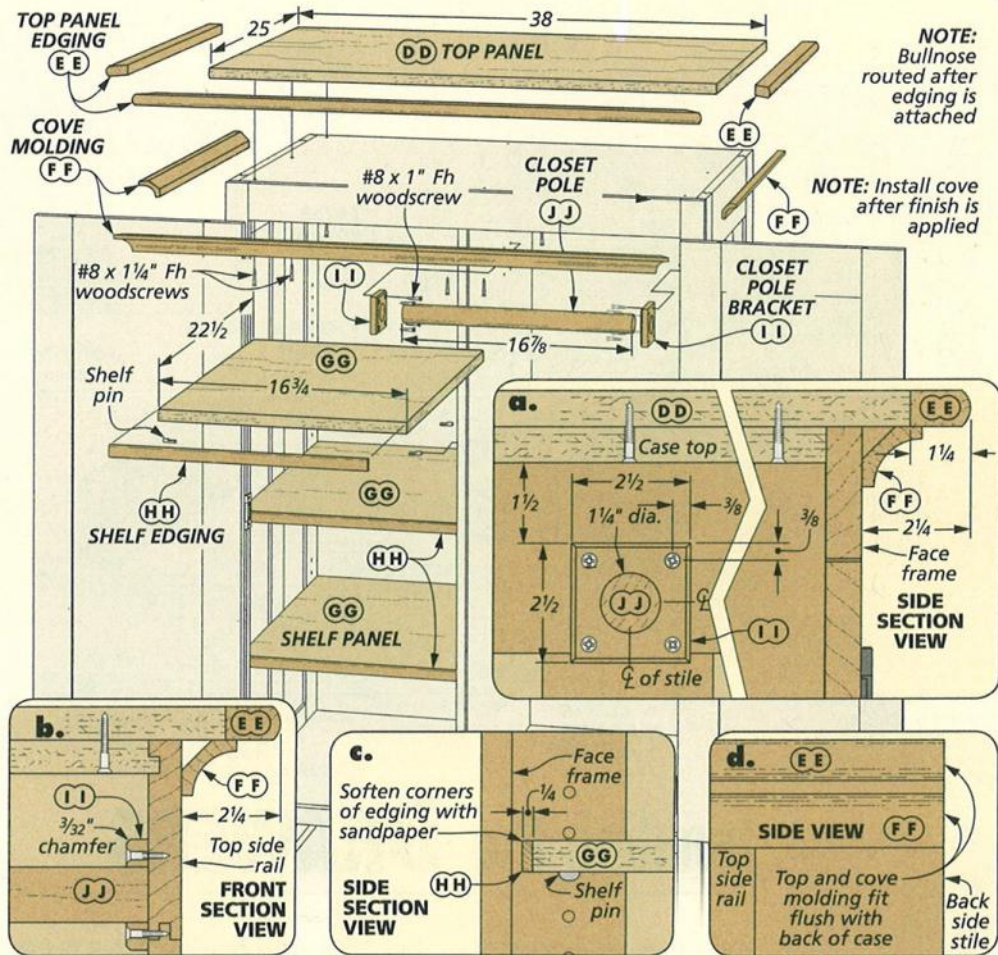 TOP PANEL
EDGING
EE
25
38
DD TOP PANEL
NOTE:
Bullnose
routed after
edging is
attached
EE
COVE
MOLDING
FF
#8 x 1" Fh
woodscrew
CLOSET
POLE
JJ
NOTE: Install cove
after finish is
applied
FF
#8 x 1¼" Fh
woodscrews
II
CLOSET
POLE
BRACKET
II
22½
16⅞
GG
16¾
Shelf
pin
HH
SHELF EDGING
GG
HH
GG
SHELF PANEL
a.
DD
EE
Case top
1¼
2½
1½
1¼" dia.
⅜
⅜
FF
2¼
Face
frame
JJ
℄
2½
II
℄ of stile
SIDE
SECTION
VIEW
b.
EE
FF
II
3/32"
chamfer
2¼
Top side
rail
JJ
FRONT
SECTION
VIEW
c.
Face
frame
Soften corners
of edging with
sandpaper
¼
GG
HH
Shelf
pin
SIDE
SECTION
VIEW
d.
EE
SIDE VIEW
FF
Top
side
rail
Top and cove
molding fit
flush with
back of case
Back
side
stile